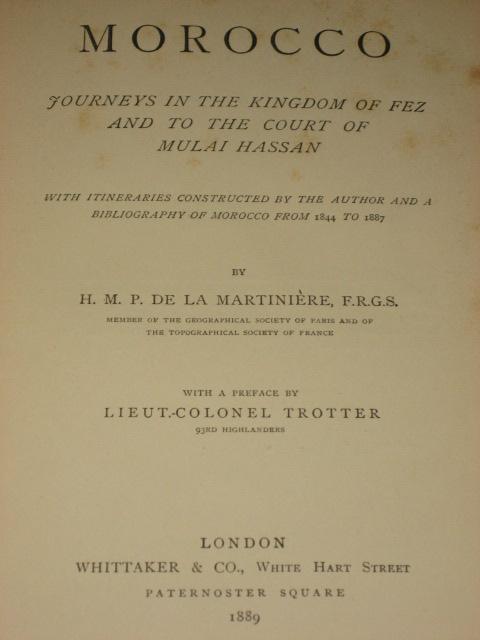 MOROCCO
JOURNEYS IN THE KINGDOM OF FEZ
AND TO THE COURT OF
MULAI HASSAN
WITH ITINERARIES CONSTRUCTED BY THE AUTHOR AND A
BIBLIOGRAPHY OF MOROCCO FROM 1844 TO 1887
BY
H. M. P. DE LA MARTINIÈRE, F.R.G.S.
MEMBER OF THE GEOGRAPHICAL SOCIETY OF PARIS AND OF
THE TOPOGRAPHICAL SOCIETY OF FRANCE
WITH A PREFACE BY
LIEUT.-COLONEL TROTTER
93RD HIGHLANDERS
LONDON
WHITTAKER & CO., WHITE HART STREET
PATERNOSTER SQUARE
1889